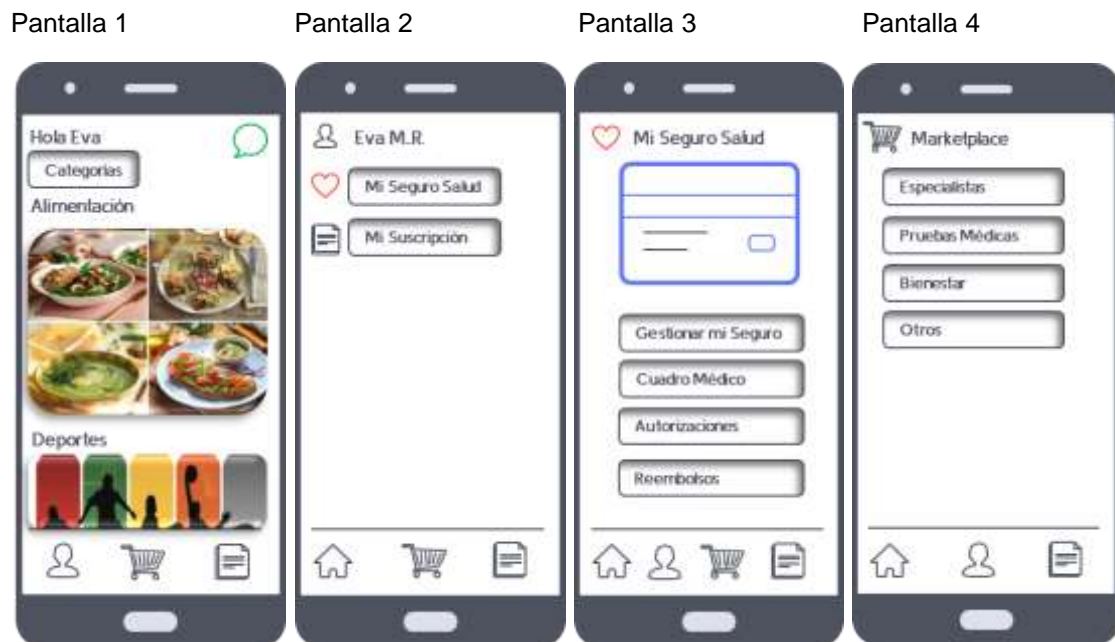 Pantalla 1
Pantalla 2
Pantalla 3
Pantalla 4
Hola Eva
Categorías
Alimentación
Deportes
Eva M.R.
Mi Seguro Salud
Mi Suscripción
Mi Seguro Salud
Gestionar mi Seguro
Cuadro Médico
Autorizaciones
Reembolsos
Marketplace
Especialistas
Pruebas Médicas
Bienestar
Otros